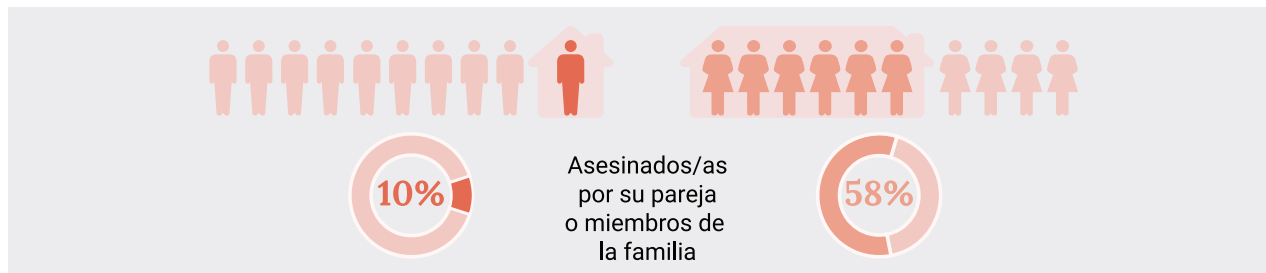 10%
Asesinados/as
por su pareja
o miembros de
la familia
58%